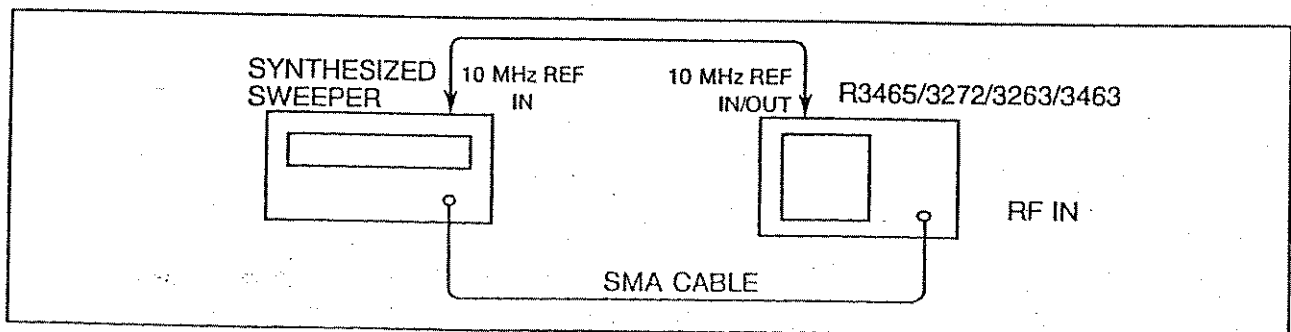 SYNTHESIZED
SWEEPER
10 MHz REF
IN
10 MHz REF
IN/OUT
R3465/3272/3263/3463
RF IN
SMA CABLE